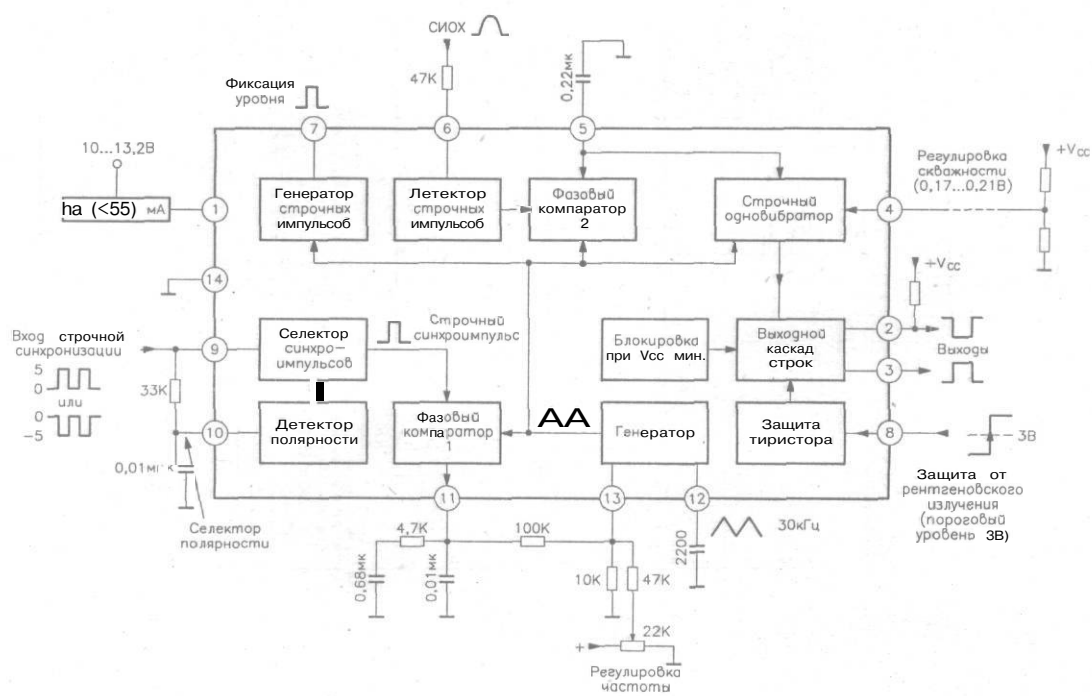 СИОХ
47К
0,22мк
Фиксация
уровня
7
6
5
10...13,2В
+Vcc
Регулировка
скважности
(0,17...0,21В)
ha (<55) мА
1
Генератор
строчных
импульсоб
Летектор
строчных
импульсоб
Фазовый
компаратор
2
Строчный
одновибратор
4
14
+Vcc
Вход строчной
синхронизации
5
0
или
0
-5
33К
9
Селектор
синхро-
импульсов
Строчный
синхроимпульс
Блокировка
при Vcc мин.
Выходной
каскад
строк
2
Выходы
3
10
Детектор
полярности
Фазовый
компаратор
1
АА
Генератор
Защита
тиристора
8
3В
0,01мк
Селектор
полярности
11
13
12
Защита от
рентгеновского
излучения
(пороговый
уровень 3В)
30кГц
4,7К
100К
2200
0,68мк
0,01мк
10К
47К
22К
+
Регулировка
частоты